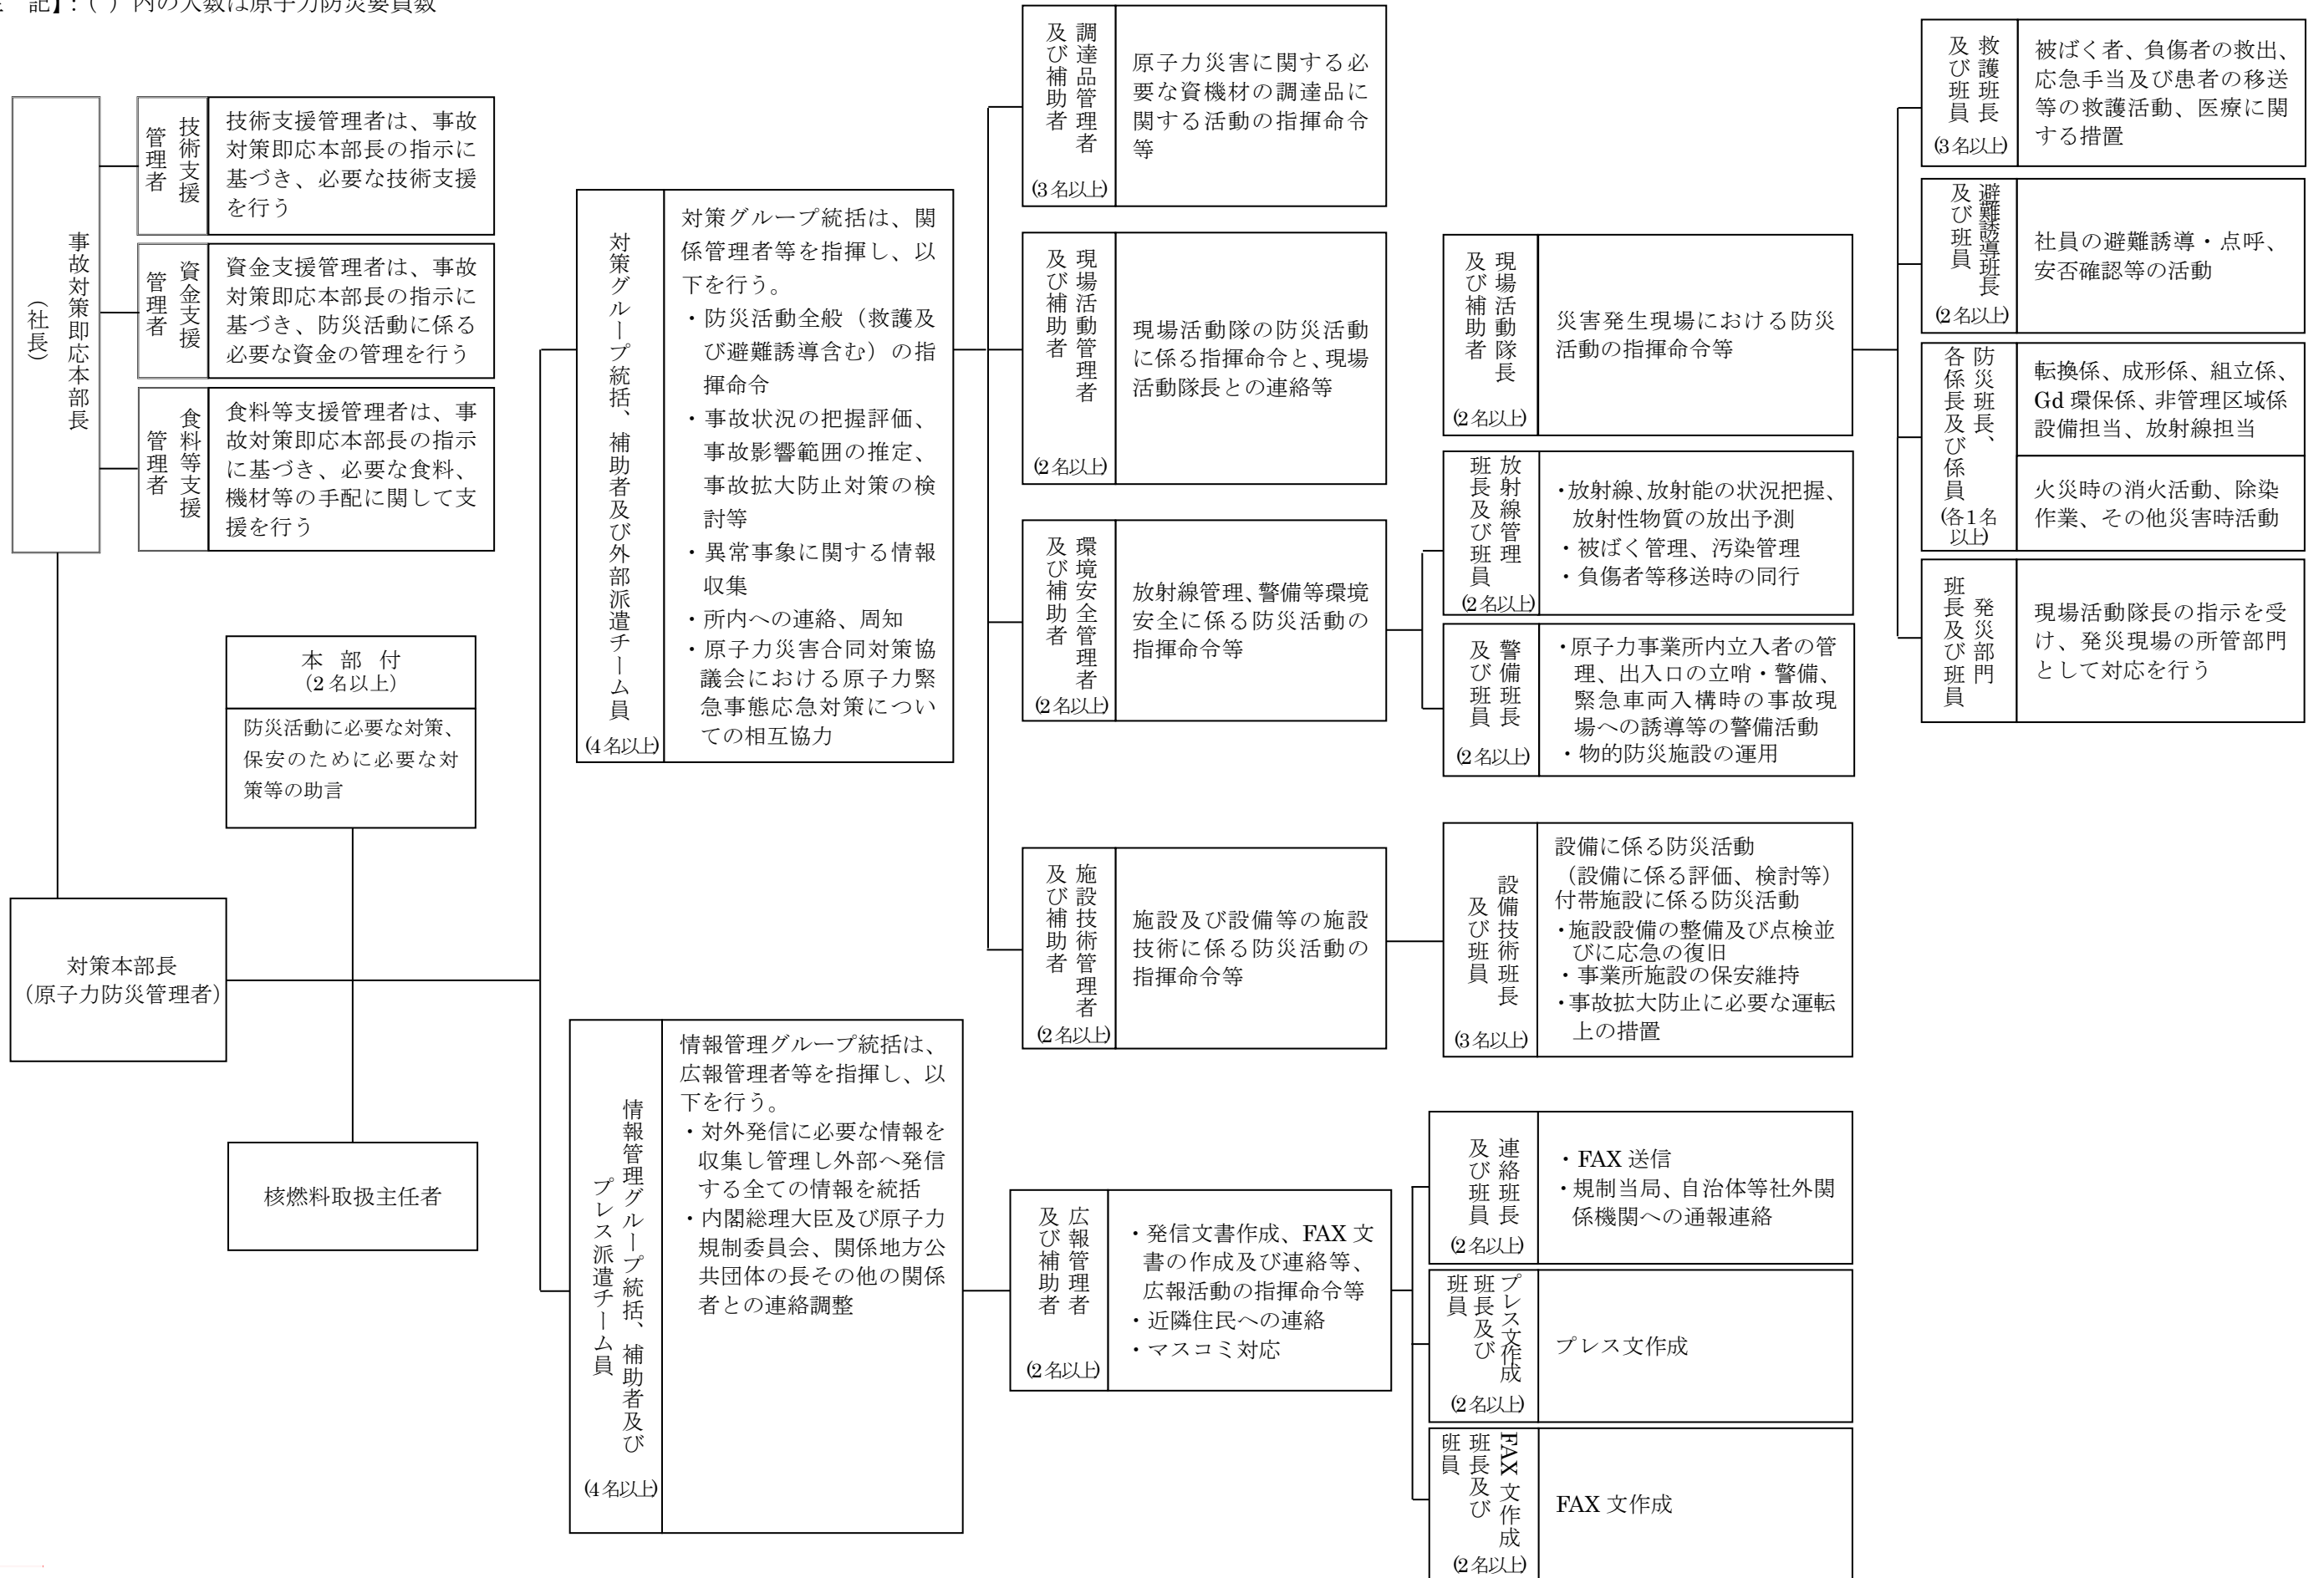 記】：（ ）内の人数は原子力防災要員数
事故対策即応本部長
（社長）
技術支援
管理者
技術支援管理者は、事故
対策即応本部長の指示に
基づき、必要な技術支援
を行う
資金支援
管理者
資金支援管理者は、事故
対策即応本部長の指示に
基づき、防災活動に係る
必要な資金の管理を行う
食料等支援
管理者
食料等支援管理者は、事
故対策即応本部長の指示
に基づき、必要な食料、
機材等の手配に関して支
援を行う
本 部 付
（2 名以上）
防災活動に必要な対策、
保安のために必要な対
策等の助言
対策本部長
（原子力防災管理者）
核燃料取扱主任者
対策グループ統括、補助者及び外部派遣チーム員
(4 名以上)
対策グループ統括は、関
係管理者等を指揮し、以
下を行う。
・防災活動全般（救護及
び避難誘導含む）の指
揮命令
・事故状況の把握評価、
事故影響範囲の推定、
事故拡大防止対策の検
討等
・異常事象に関する情報
収集
・所内への連絡、周知
・原子力災害合同対策協
議会における原子力緊
急事態応急対策につい
ての相互協力
情報管理グループ統括、補助者及び
プレス派遣チーム員
(4 名以上)
情報管理グループ統括は、
広報管理者等を指揮し、以
下を行う。
・対外発信に必要な情報を
収集し管理し外部へ発信
する全ての情報を統括
・内閣総理大臣及び原子力
規制委員会、関係地方公
共団体の長その他の関係
者との連絡調整
調達品管理者
及び補助者
(3 名以上)
原子力災害に関する必
要な資機材の調達品に
関する活動の指揮命令
等
現場活動管理者
及び補助者
(2 名以上)
現場活動隊の防災活動
に係る指揮命令と、現場
活動隊長との連絡等
環境安全管理者
及び補助者
(2 名以上)
放射線管理、警備等環境
安全に係る防災活動の
指揮命令等
施設技術管理者
及び補助者
(2 名以上)
施設及び設備等の施設
技術に係る防災活動の
指揮命令等
広報管理者
及び補助者
(2 名以上)
・発信文書作成、FAX 文
書の作成及び連絡等、
広報活動の指揮命令等
・近隣住民への連絡
・マスコミ対応
現場活動隊長
及び補助者
(2 名以上)
災害発生現場における防災
活動の指揮命令等
放射線管理
班長及び班員
(2 名以上)
・放射線、放射能の状況把握、
放射性物質の放出予測
・被ばく管理、汚染管理
・負傷者等移送時の同行
警備班長
及び班員
(2 名以上)
・原子力事業所内立入者の管
理、出入口の立哨・警備、
緊急車両入構時の事故現
場への誘導等の警備活動
・物的防災施設の運用
設備技術班長
及び班員
(3 名以上)
設備に係る防災活動
（設備に係る評価、検討等）
付帯施設に係る防災活動
・施設設備の整備及び点検並
びに応急の復旧
・事業所施設の保安維持
・事故拡大防止に必要な運転
上の措置
連絡班長
及び班員
(2 名以上)
・FAX 送信
・規制当局、自治体等社外関
係機関への通報連絡
プレス文作成
班長及び
班員
(2 名以上)
プレス文作成
FAX 文作成
班長及び
班員
(2 名以上)
FAX 文作成
救護班長
及び班員
(3 名以上)
被ばく者、負傷者の救出、
応急手当及び患者の移送
等の救護活動、医療に関
する措置
避難誘導班長
及び班員
(2 名以上)
社員の避難誘導・点呼、
安否確認等の活動
防災班長、
各係長及び係員
(各1名
以上)
転換係、成形係、組立係、
Gd 環保係、非管理区域係
設備担当、放射線担当
火災時の消火活動、除染
作業、その他災害時活動
発災部門
班長及び班員
現場活動隊長の指示を受
け、発災現場の所管部門
として対応を行う